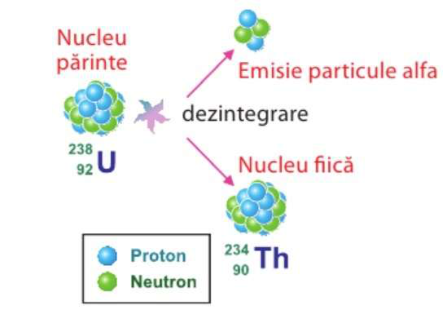 Nucleu
părinte
Emisie particule alfa
dezintegrare
238
92 U
Nucleu fiică
234
90 Th
Proton
Neutron